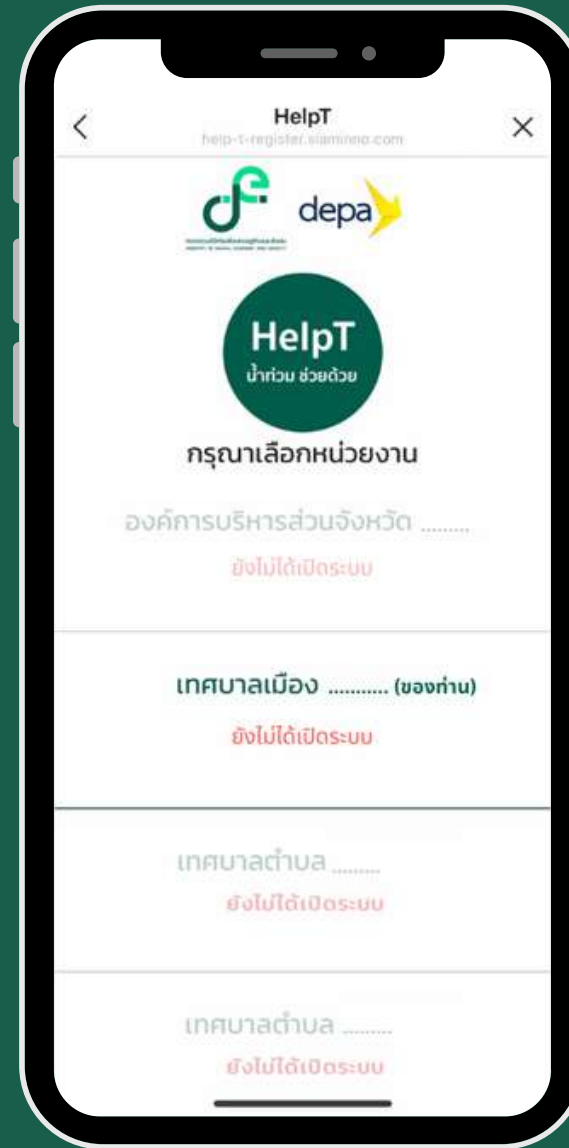 HelpT
help-t-register.siaminno.com
de
depa
HelpT
น้ำท่วม ช่วยด้วย
กรุณาเลือกหน่วยงาน
องค์การบริหารส่วนจังหวัด .........
ยังไม่ได้เปิดระบบ
เทศบาลเมือง ........... (ของท่าน)
ยังไม่ได้เปิดระบบ
เทศบาลตำบล .........
ยังไม่ได้เปิดระบบ
เทศบาลตำบล .........
ยังไม่ได้เปิดระบบ